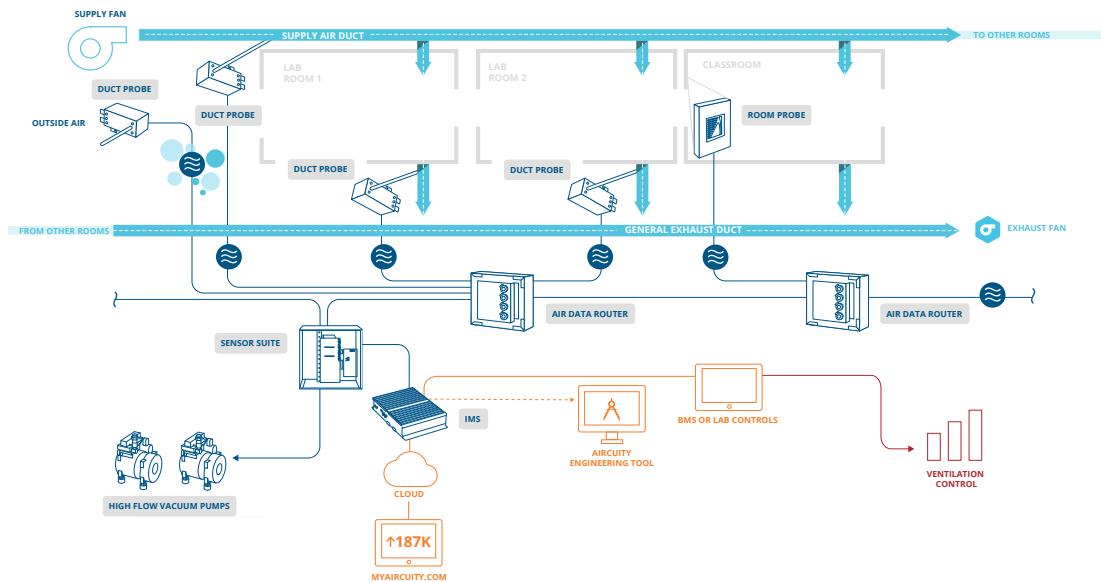 SUPPLY FAN
SUPPLY AIR DUCT
TO OTHER ROOMS
LAB
ROOM 1
LAB
ROOM 2
CLASSROOM
DUCT PROBE
DUCT PROBE
ROOM PROBE
OUTSIDE AIR
DUCT PROBE
DUCT PROBE
FROM OTHER ROOMS
GENERAL EXHAUST DUCT
EXHAUST FAN
AIR DATA ROUTER
AIR DATA ROUTER
SENSOR SUITE
IMS
BMS OR LAB CONTROLS
AIRCUITY
ENGINEERING TOOL
VENTILATION
CONTROL
CLOUD
HIGH FLOW VACUUM PUMPS
↑187K
MYAIRCUITY.COM